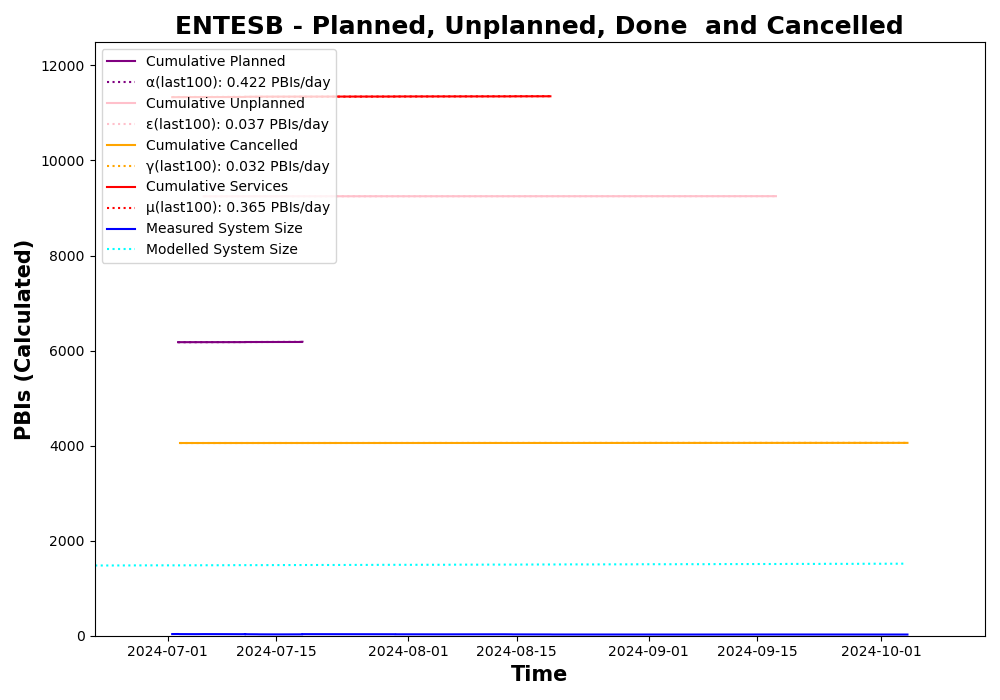 ENTESB - Planned, Unplanned, Done  and Cancelled
PBIs (Calculated)
12000
10000
8000
6000
4000
2000
0
Cumulative Planned
α(last100): 0.422 PBIs/day
Cumulative Unplanned
ε(last100): 0.037 PBIs/day
Cumulative Cancelled
γ(last100): 0.032 PBIs/day
Cumulative Services
μ(last100): 0.365 PBIs/day
Measured System Size
Modelled System Size
2024-07-01 2024-07-15 2024-08-01 2024-08-15 2024-09-01 2024-09-15 2024-10-01
Time